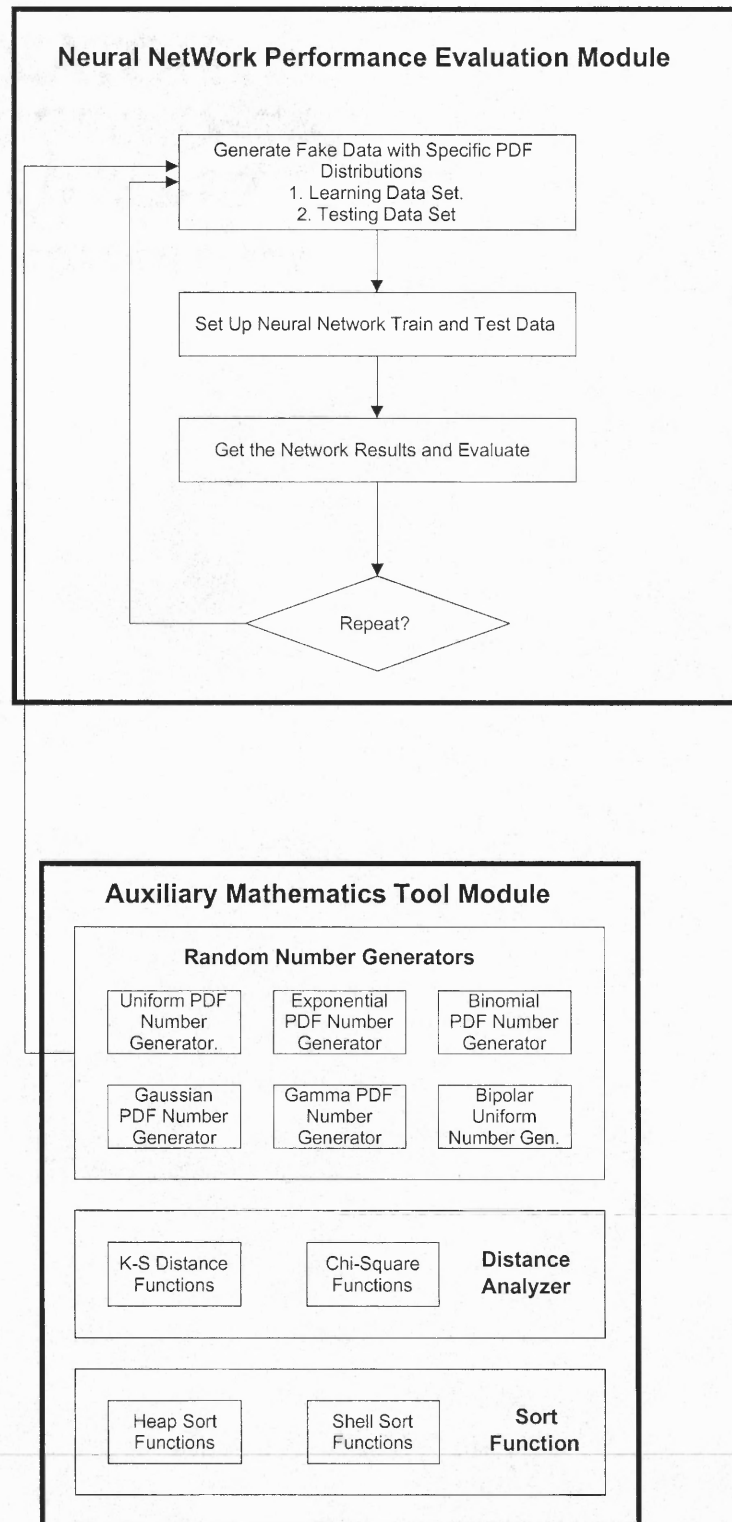 Neural NetWork Performance Evaluation Module
Generate Fake Data with Specific PDF
Distributions
1. Learning Data Set.
2. Testing Data Set
Set Up Neural Network Train and Test Data
Get the Network Results and Evaluate
Repeat?
Auxiliary Mathematics Tool Module
Random Number Generators
Uniform PDF
Number
Generator.
Exponential
PDF Number
Generator
Binomial
PDF Number
Generator
Gaussian
PDF Number
Generator
Gamma PDF
Number
Generator
Bipolar
Uniform
Number Gen.
K-S Distance
Functions
Chi-Square
Functions
Distance
Analyzer
Heap Sort
Functions
Shell Sort
Functions
Sort
Function